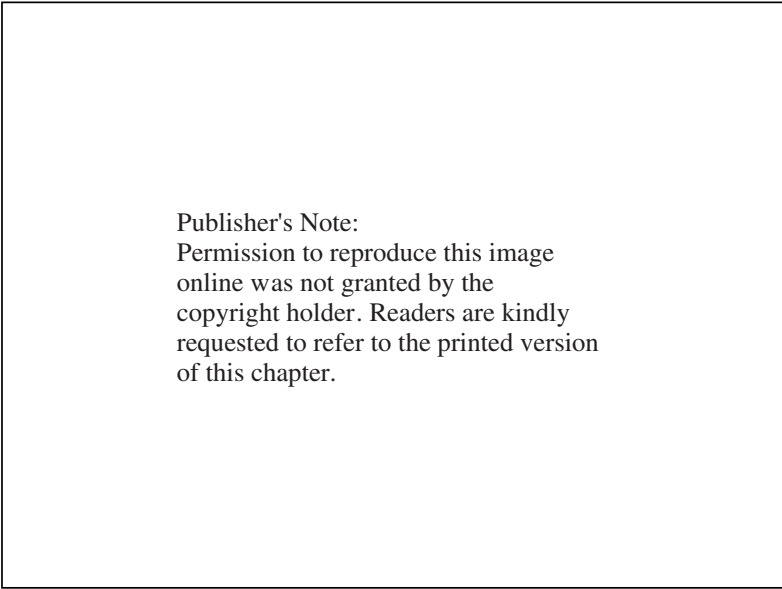 Publisher's Note:
Permission to reproduce this image
online was not granted by the
copyright holder. Readers are kindly
requested to refer to the printed version
of this chapter.